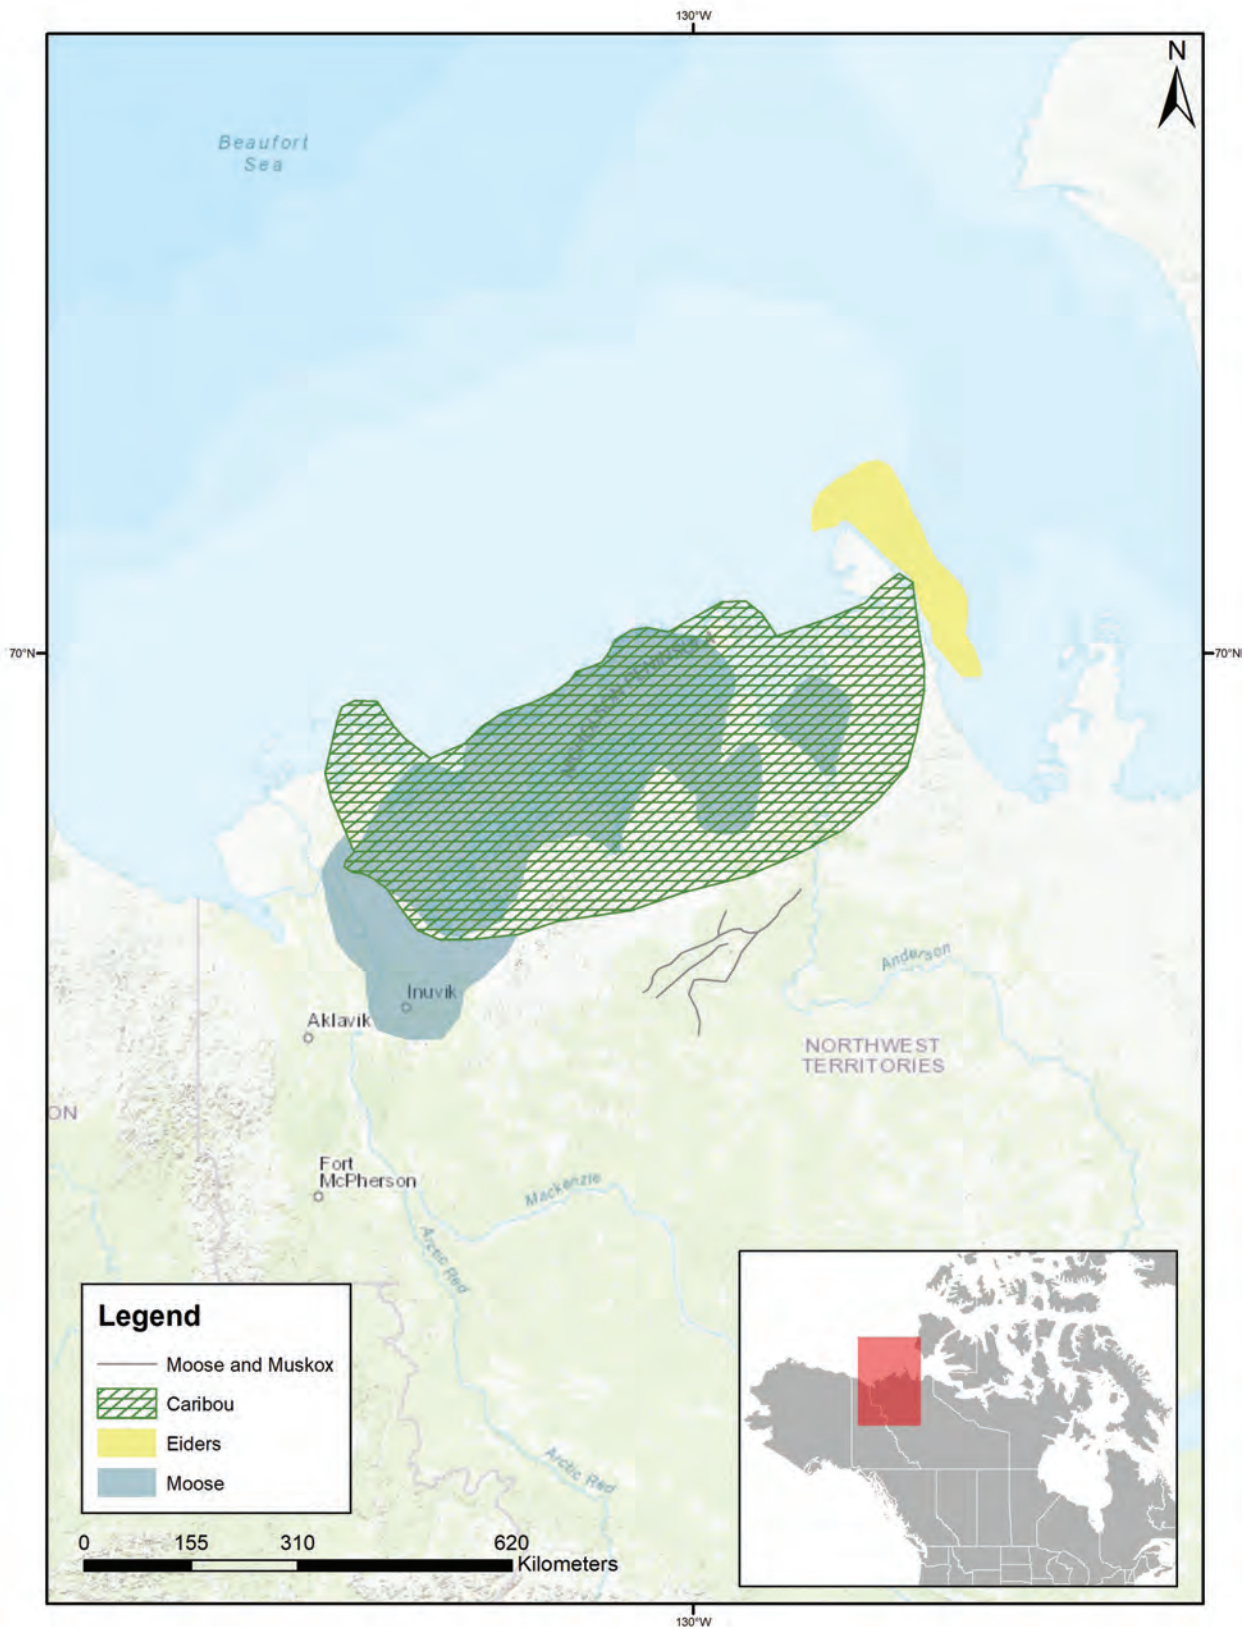 130°W
N
Beaufort
Sea
70°N
70°N
Inuvik
Aklavik
Anderson
NORTHWEST
TERRITORIES
ON
Fort
McPherson
Mackenzie
Arctic Red
Arctic Red
Legend
Moose and Muskox
Caribou
Eiders
Moose
0 155 310 620
Kilometers
130°W